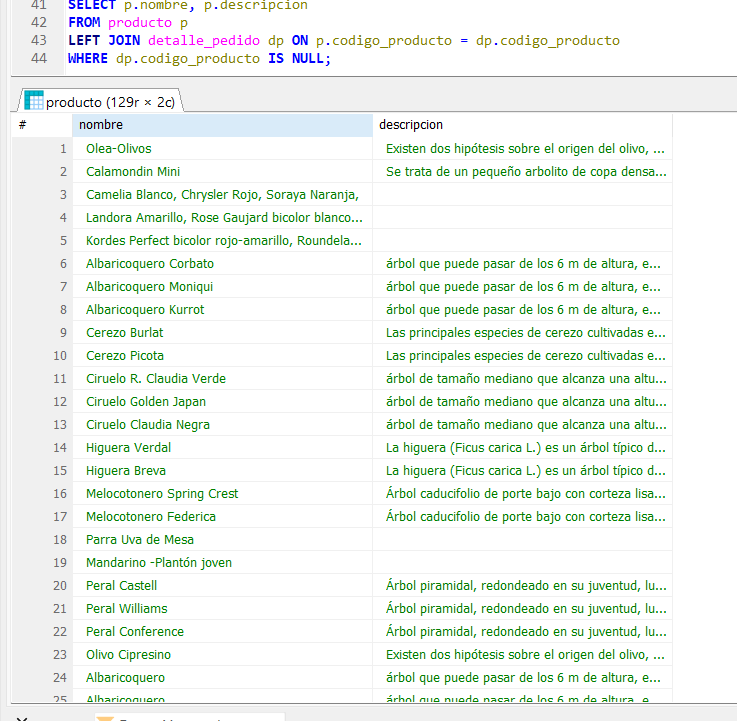 41 SELECT p.nombre, p.descripcion
42 FROM producto p
43 LEFT JOIN detalle_pedido dp ON p.codigo_producto = dp.codigo_producto
44 WHERE dp.codigo_producto IS NULL;
producto (129r × 2c)
# nombre descripcion
1 Olea-Olivos Existen dos hipótesis sobre el origen del olivo, ...
2 Calamondin Mini Se trata de un pequeño arbolito de copa densa...
3 Camelia Blanco, Chrysler Rojo, Soraya Naranja,
4 Landora Amarillo, Rose Gaujard bicolor blanco...
5 Kordes Perfect bicolor rojo-amarillo, Roundela...
6 Albaricoquero Corbato árbol que puede pasar de los 6 m de altura, e...
7 Albaricoquero Moniqui árbol que puede pasar de los 6 m de altura, e...
8 Albaricoquero Kurrot árbol que puede pasar de los 6 m de altura, e...
9 Cerezo Burlat Las principales especies de cerezo cultivadas e...
10 Cerezo Picota Las principales especies de cerezo cultivadas e...
11 Ciruelo R. Claudia Verde árbol de tamaño mediano que alcanza una altu...
12 Ciruelo Golden Japan árbol de tamaño mediano que alcanza una altu...
13 Ciruelo Claudia Negra árbol de tamaño mediano que alcanza una altu...
14 Higuera Verdal La higuera (Ficus carica L.) es un árbol típico d...
15 Higuera Breva La higuera (Ficus carica L.) es un árbol típico d...
16 Melocotonero Spring Crest Árbol caducifolio de porte bajo con corteza lisa...
17 Melocotonero Federica Árbol caducifolio de porte bajo con corteza lisa...
18 Parra Uva de Mesa
19 Mandarino -Plantón joven
20 Peral Castell Árbol piramidal, redondeado en su juventud, lu...
21 Peral Williams Árbol piramidal, redondeado en su juventud, lu...
22 Peral Conference Árbol piramidal, redondeado en su juventud, lu...
23 Olivo Cipresino Existen dos hipótesis sobre el origen del olivo, ...
24 Albaricoquero árbol que puede pasar de los 6 m de altura, e...
25 Albaricoquero árbol que puede pasar de los 6 m de altura, e...